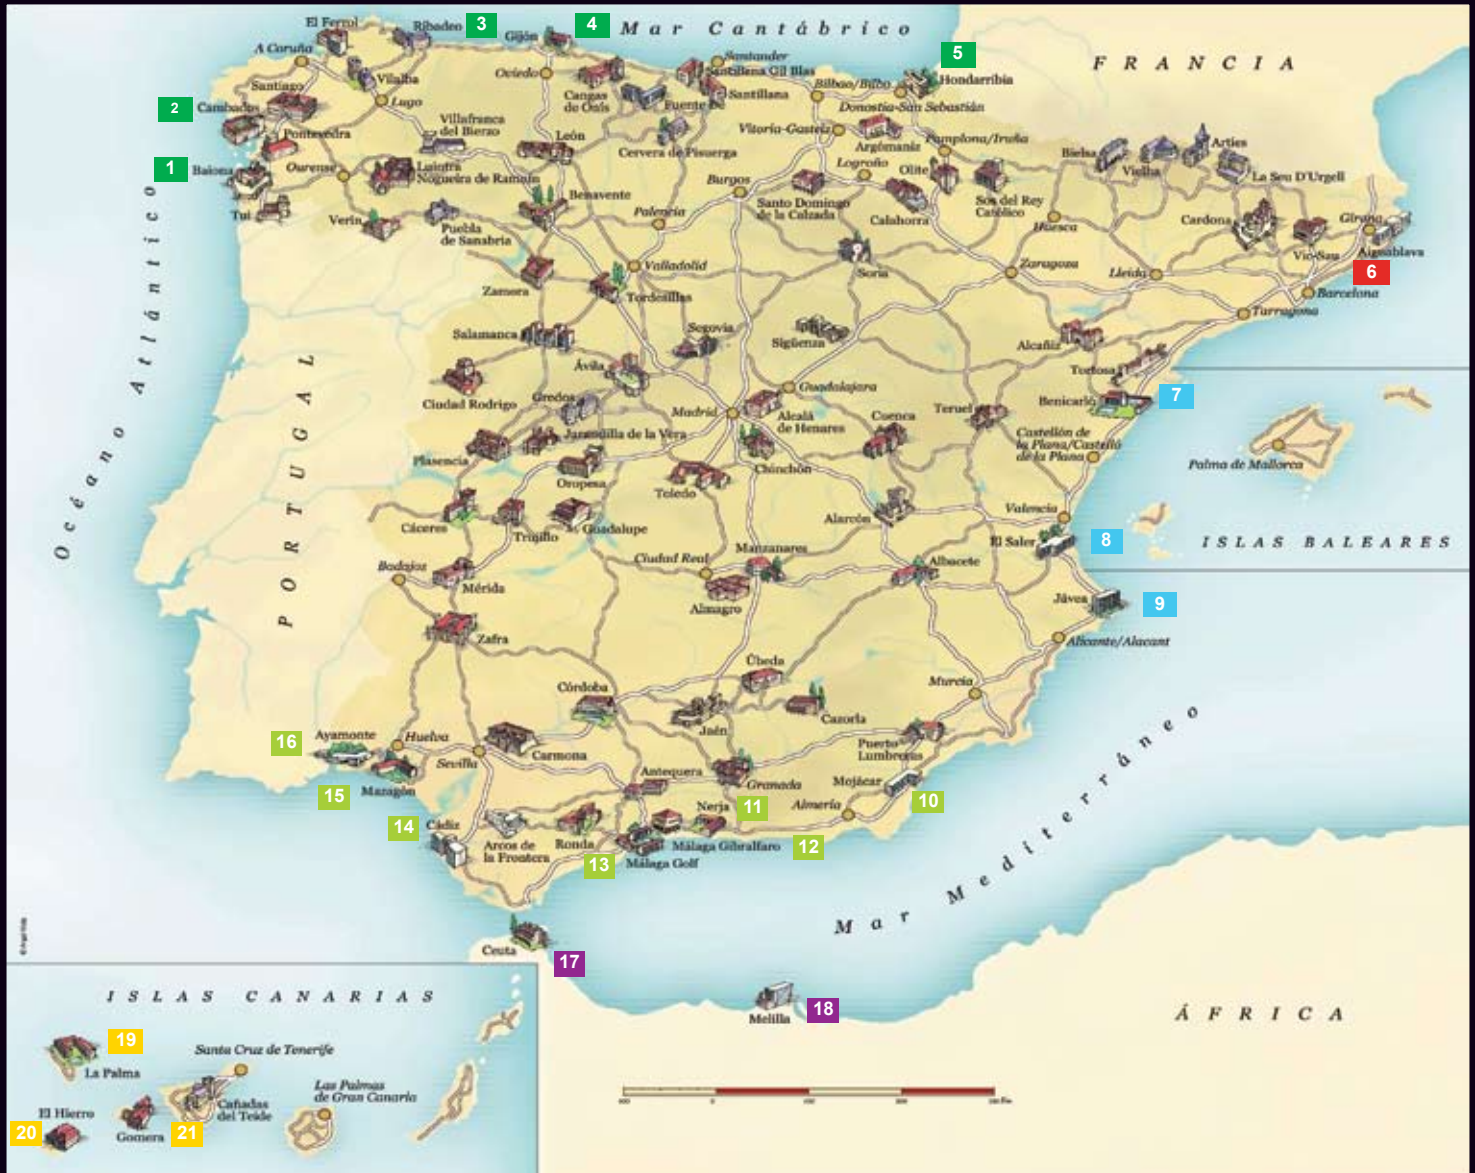 El Ferrol
Ribadeo
3
Gijón
4
Mar Cantábrico
5
FRANCIA
A Coruña
Vilalba
Oviedo
Cangas
de Onís
Santander
Santillena Gil Blas
Santillana
Fuente Dé
Bilbao/Bilbo
Hondarribia
Donostia-San Sebastián
Santiago
2
Cambados
Lugo
Pontevedra
Villafranca
del Bierzo
León
Cervera de Pisuerga
Vitoria-Gasteiz
Argómaniz
Pamplona/Iruña
Bielsa
Vielha
Arties
La Seu D'Urgell
1
Baiona
Ourense
Luintra
Nogueira de Ramuín
Benavente
Burgos
Logroño
Olite
Santo Domingo
de la Calzada
Calahorra
Sos del Rey
Católico
Huesca
Cardona
Vic-Sau
Girona
Aiguablava
6
Tui
Verín
Puebla
de Sanabria
Palencia
Valladolid
Soria
Zaragoza
Lleida
Barcelona
Tarragona
Océano Atlántico
Zamora
Tordesillas
Salamanca
Segovia
Sigüenza
Alcañiz
Tortosa
PORTUGAL
Ciudad Rodrigo
Ávila
Gredos
Madrid
Guadalajara
Alcalá
de Henares
Cuenca
Teruel
Benicarló
7
Jarandilla de la Vera
Plasencia
Chinchón
Castellón de
la Plana/Castelló
de la Plana
Palma de Mallorca
Oropesa
Toledo
Cáceres
Trujillo
Guadalupe
Alarcón
Valencia
El Saler
8
ISLAS BALEARES
Badajoz
Mérida
Ciudad Real
Manzanares
Almagro
Albacete
Jávea
9
Zafra
Alicante/Alacant
Córdoba
Úbeda
Jaén
Cazorla
Murcia
16
Ayamonte
Huelva
Sevilla
Carmona
Puerto
Lumbreras
15
Mazagón
Antequera
Granada
Mojácar
10
14
Cádiz
Arcos de
la Frontera
Ronda
Nerja
11
Almería
13
Málaga Gibralfaro
Málaga Golf
12
Mar Mediterráneo
Ceuta
17
Melilla
18
ÁFRICA
ISLAS CANARIAS
19
La Palma
Santa Cruz de Tenerife
Las Palmas
de Gran Canaria
Cañadas
del Teide
El Hierro
20
Gomera
21